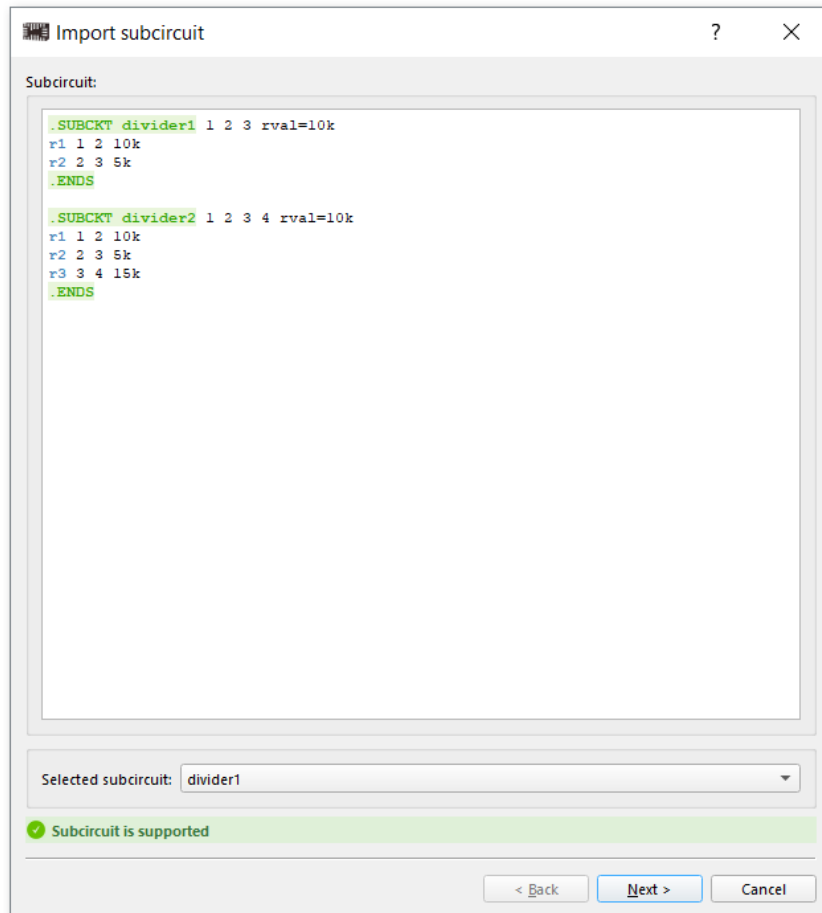 Import subcircuit
?
Subcircuit:
.SUBCKT divider1 1 2 3 rval=10k
r1 1 2 10k
r2 2 3 5k
.ENDS
.SUBCKT divider2 1 2 3 4 rval=10k
r1 1 2 10k
r2 2 3 5k
r3 3 4 15k
.ENDS
Selected subcircuit: divider1
Subcircuit is supported
< Back Next > Cancel